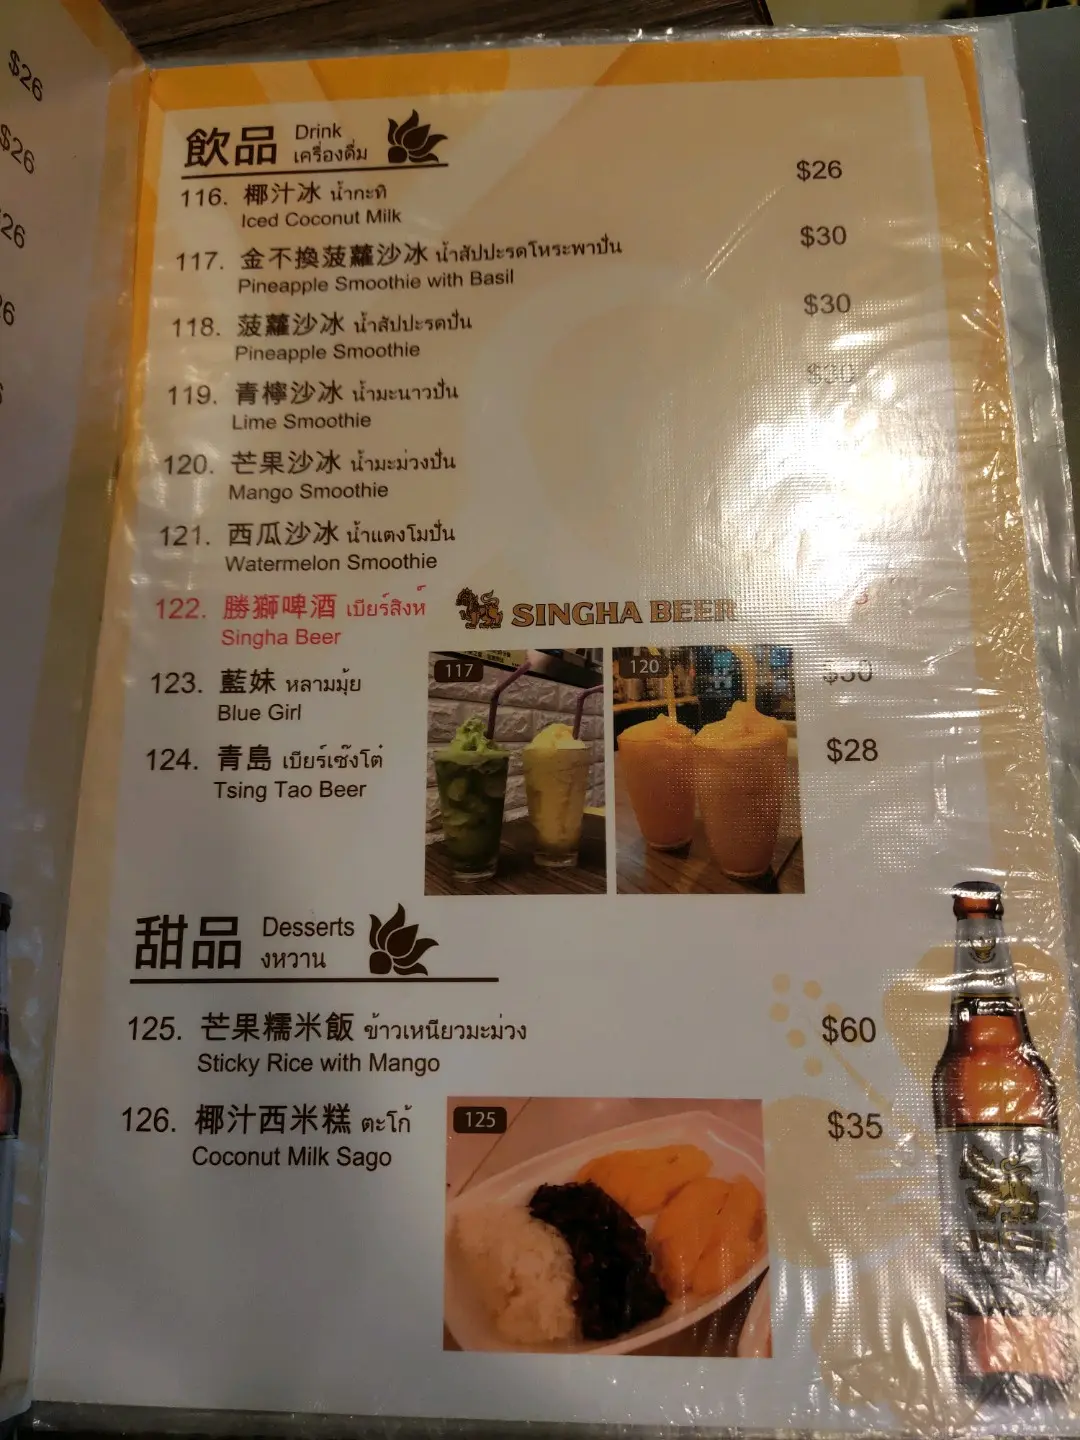 $26
$26
26
飲品 Drink
เครื่องดื่ม
116. 椰汁冰 น้ำกะทิ $26
Iced Coconut Milk
117. 金不換菠蘿沙冰 น้ำสัปปะรดโหระพาปั่น $30
Pineapple Smoothie with Basil
118. 菠蘿沙冰 น้ำสัปปะรดปั่น $30
Pineapple Smoothie
119. 青檸沙冰 น้ำมะนาวปั่น $30
Lime Smoothie
120. 芒果沙冰 น้ำมะม่วงปั่น
Mango Smoothie
121. 西瓜沙冰 น้ำแตงโมปั่น
Watermelon Smoothie
122. 勝獅啤酒 เบียร์สิงห์ SINGHA BEER
Singha Beer
123. 藍妹 หลามมุ้ย
Blue Girl
124. 青島 เบียร์เช๊งโต๋ $28
Tsing Tao Beer
117
120
甜品 Desserts
งหวาน
125. 芒果糯米飯 ข้าวเหนียวมะม่วง $60
Sticky Rice with Mango
126. 椰汁西米糕 ตะโก้ $35
Coconut Milk Sago
125